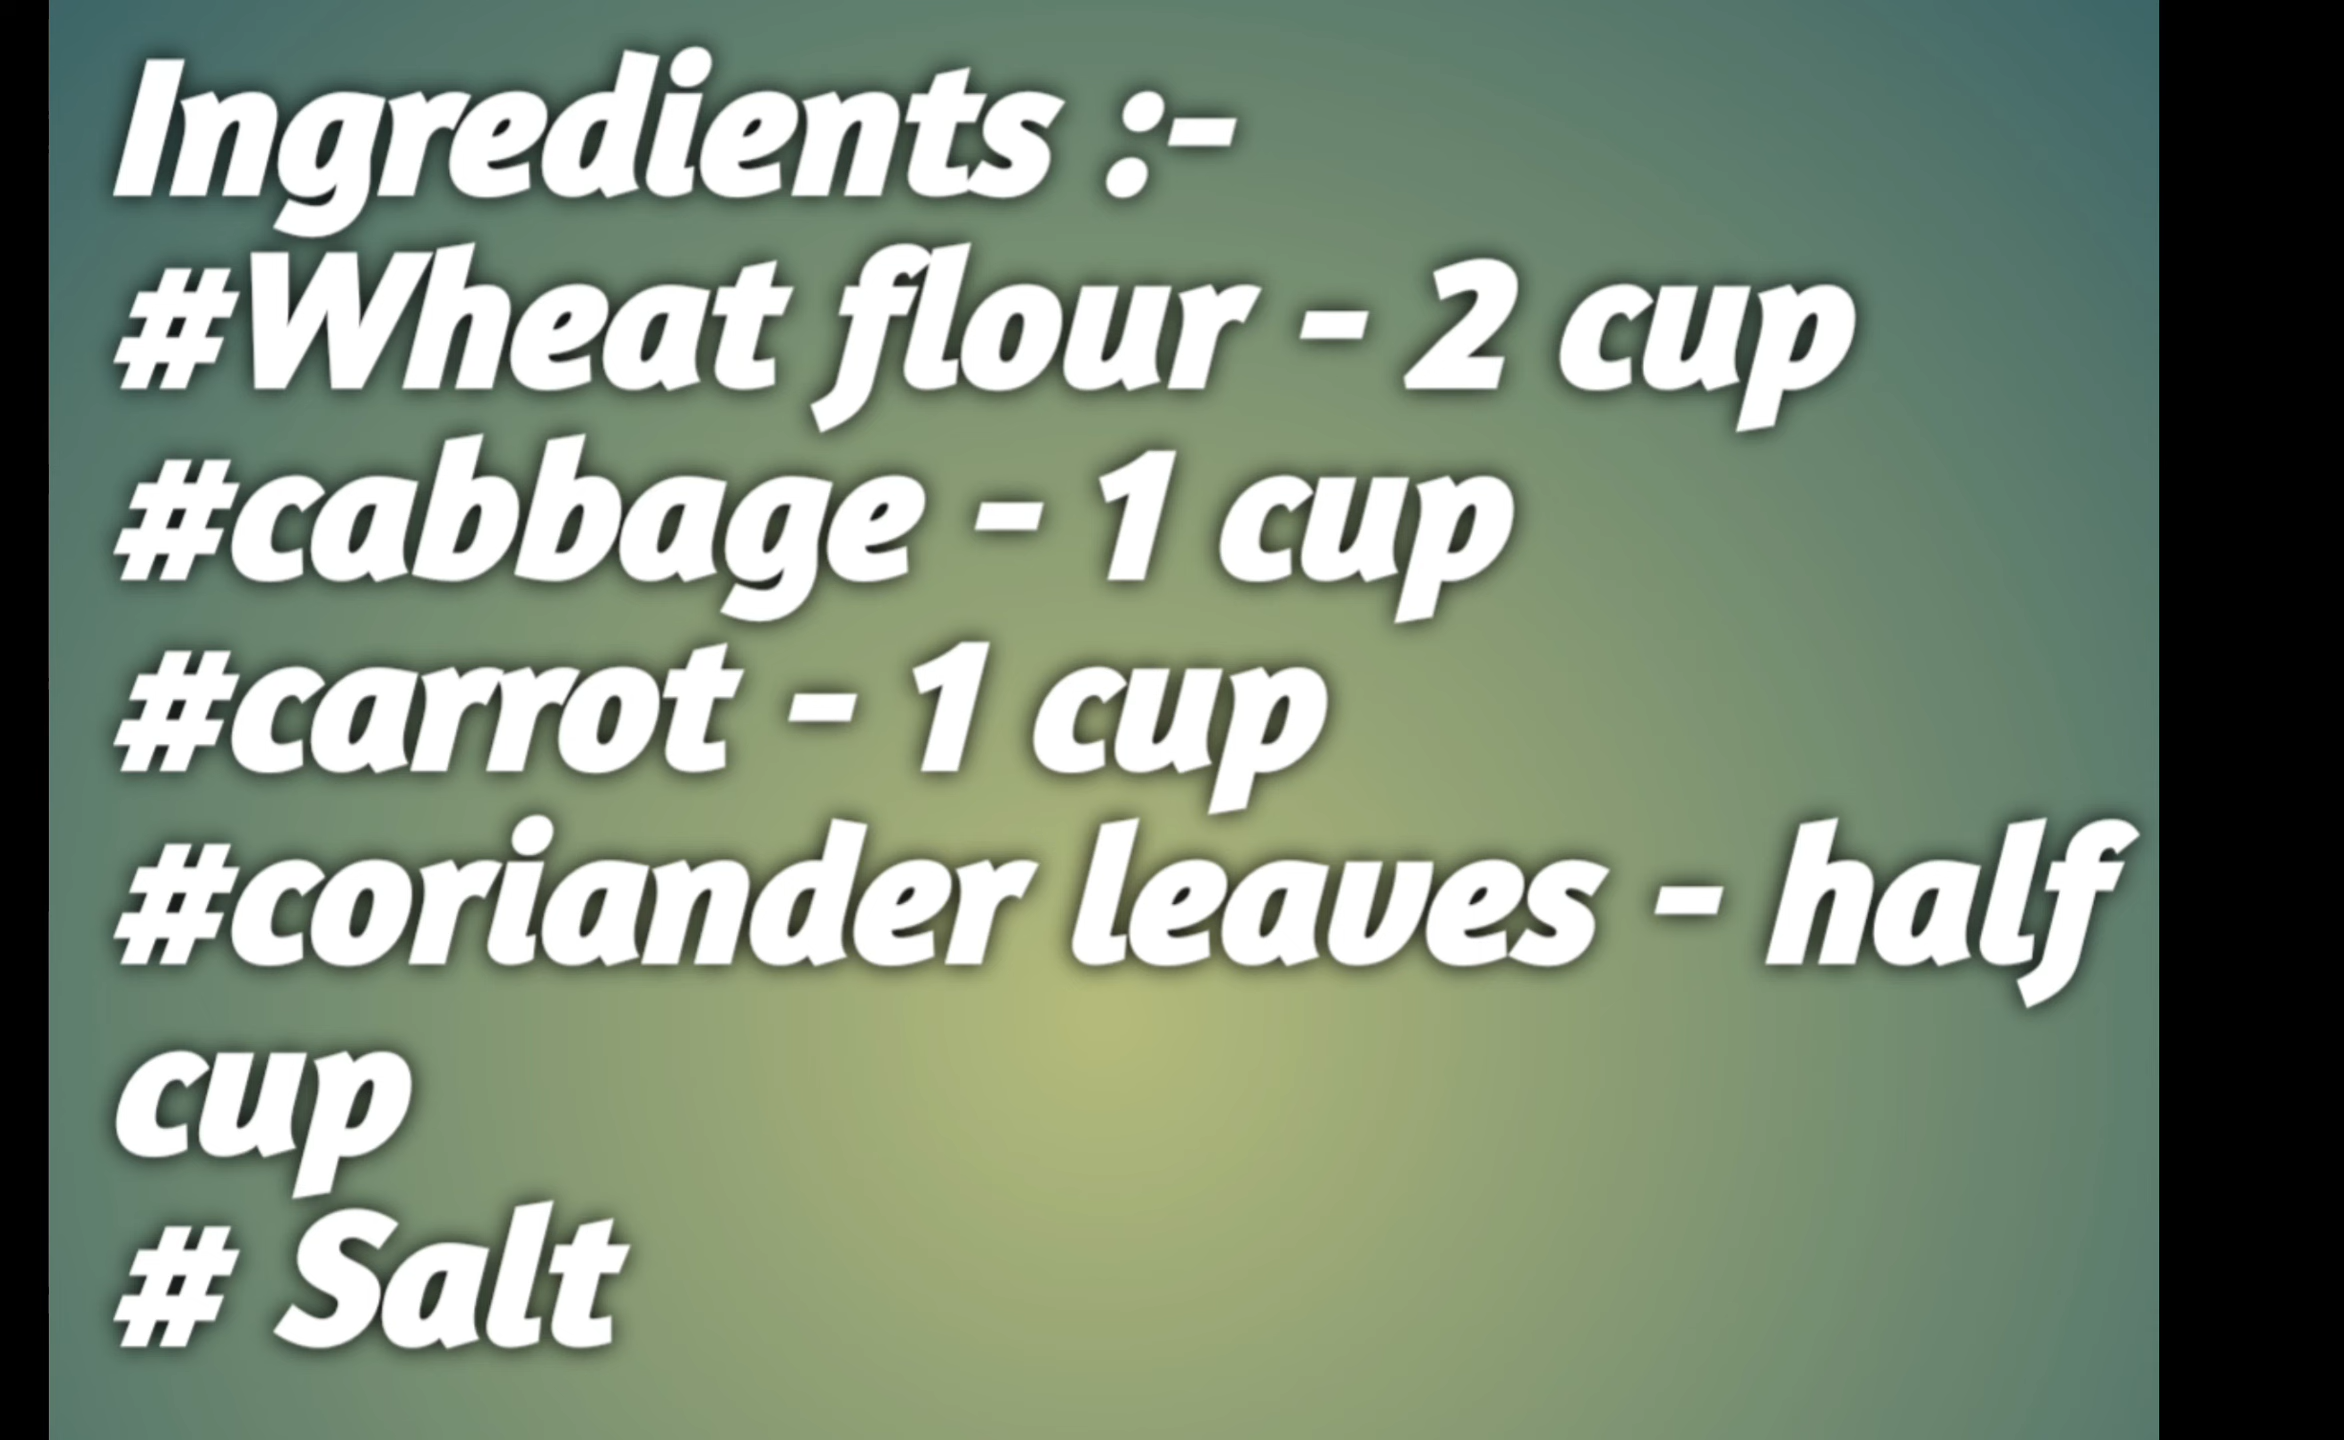 Ingredients :-
#Wheat flour - 2 cup
#cabbage - 1 cup
#carrot - 1 cup
#coriander leaves - half
cup
# Salt